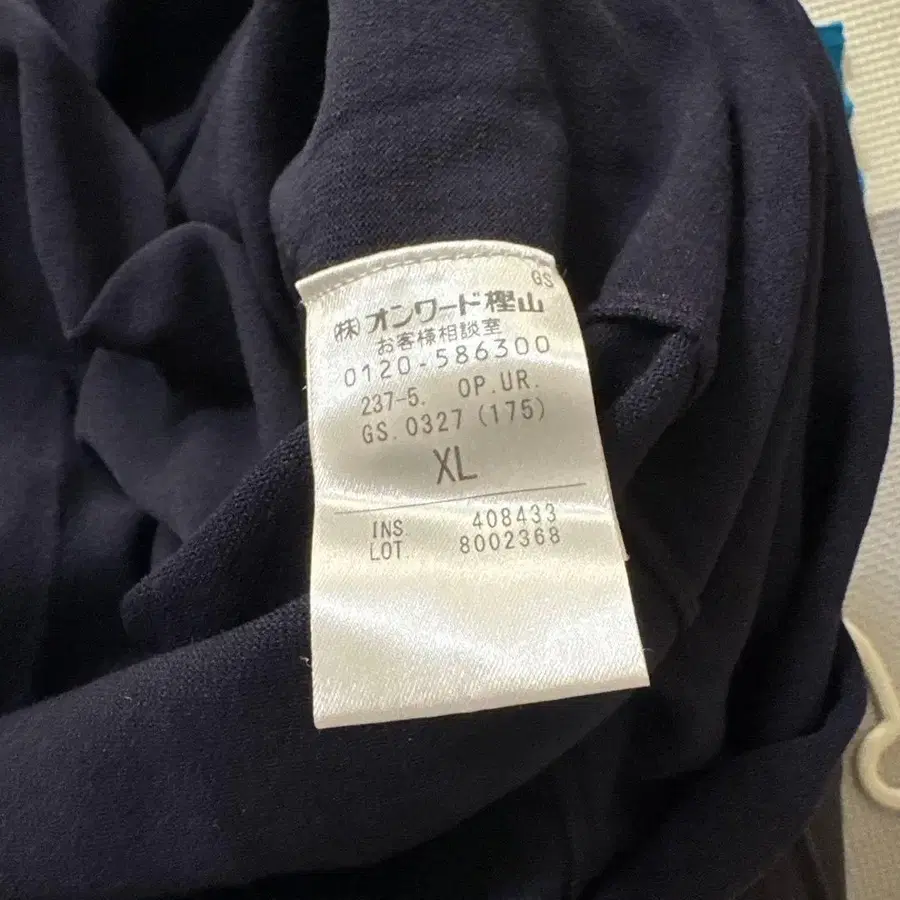 GS
㈱オンワード樫山
お客様相談室
0120-586300
237-5. OP.UR.
GS.0327(175)
XL
INS. 408433
LOT. 8002368